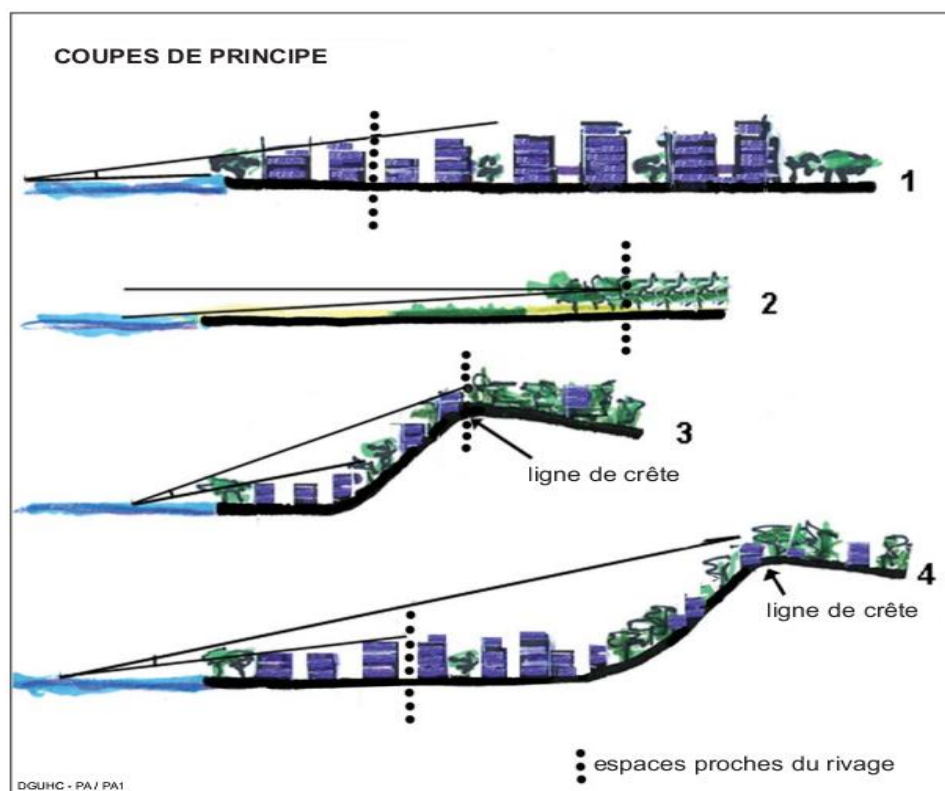 COUPES DE PRINCIPE
1
2
3
ligne de crête
4
ligne de crête
espaces proches du rivage
DGUHC - PA / PA1